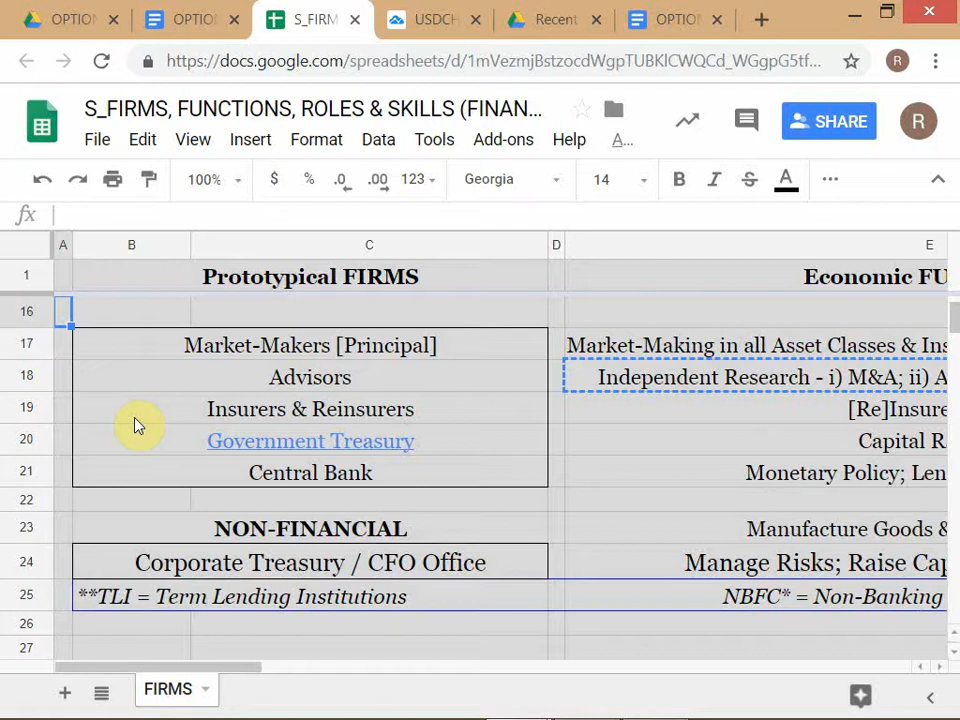 OPTIO
OPTIO
S_FIRM
USDCH
Recent
OPTIO
https://docs.google.com/spreadsheets/d/1mVezmjBstzocdWgpTUBKlCWQCd_WGgpG5tf...
R
S_FIRMS, FUNCTIONS, ROLES & SKILLS (FINAN...
SHARE
R
File Edit View Insert Format Data Tools Add-ons Help A...
100% $ % .0 .00 123 Georgia 14 B I S A ...
fx
A B C D E
1 Prototypical FIRMS Economic FU
16
17 Market-Makers [Principal] Market-Making in all Asset Classes & Ins
18 Advisors Independent Research - i) M&A; ii) A
19 Insurers & Reinsurers [Re]Insure
20 Government Treasury Capital R
21 Central Bank Monetary Policy; Len
22
23 NON-FINANCIAL Manufacture Goods &
24 Corporate Treasury / CFO Office Manage Risks; Raise Cap
25 **TLI = Term Lending Institutions NBFC* = Non-Banking
26
27
FIRMS